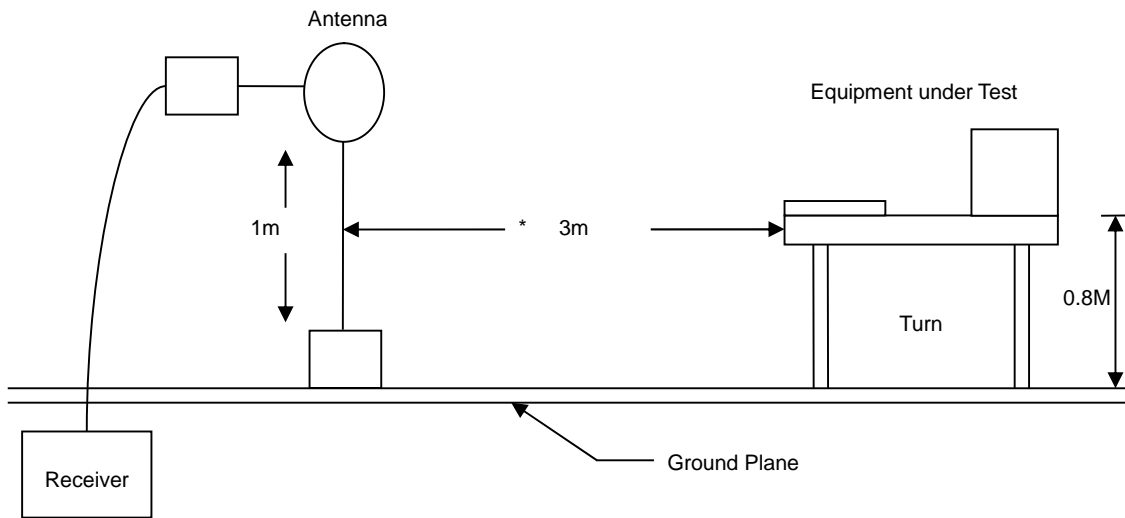 Antenna
Equipment under Test
1m
* 3m
0.8M
Turn
Ground Plane
Receiver